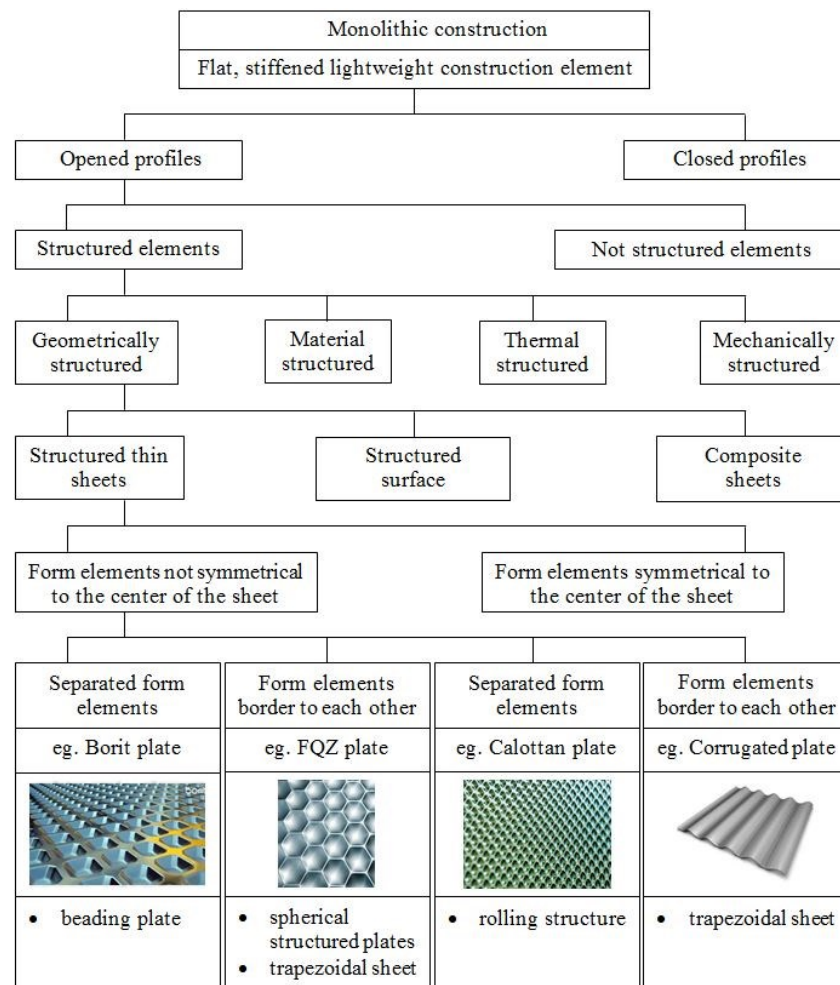 Monolithic construction
Flat, stiffened lightweight construction element
Opened profiles
Closed profiles
Structured elements
Not structured elements
Geometrically
structured
Material
structured
Thermal
structured
Mechanically
structured
Structured thin
sheets
Structured
surface
Composite
sheets
Form elements not symmetrical
to the center of the sheet
Form elements symmetrical to
the center of the sheet
Separated form
elements
Form elements
border to each other
Separated form
elements
Form elements
border to each other
eg. Borit plate
eg. FQZ plate
eg. Calottan plate
eg. Corrugated plate
• beading plate
• spherical
structured plates
• trapezoidal sheet
• rolling structure
• trapezoidal sheet